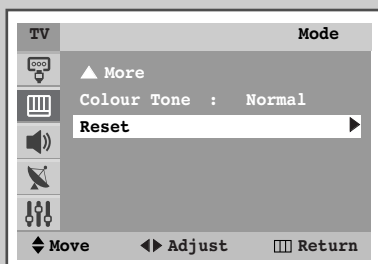 TV Mode
▲ More
Colour Tone : Normal
Reset
Move Adjust Return